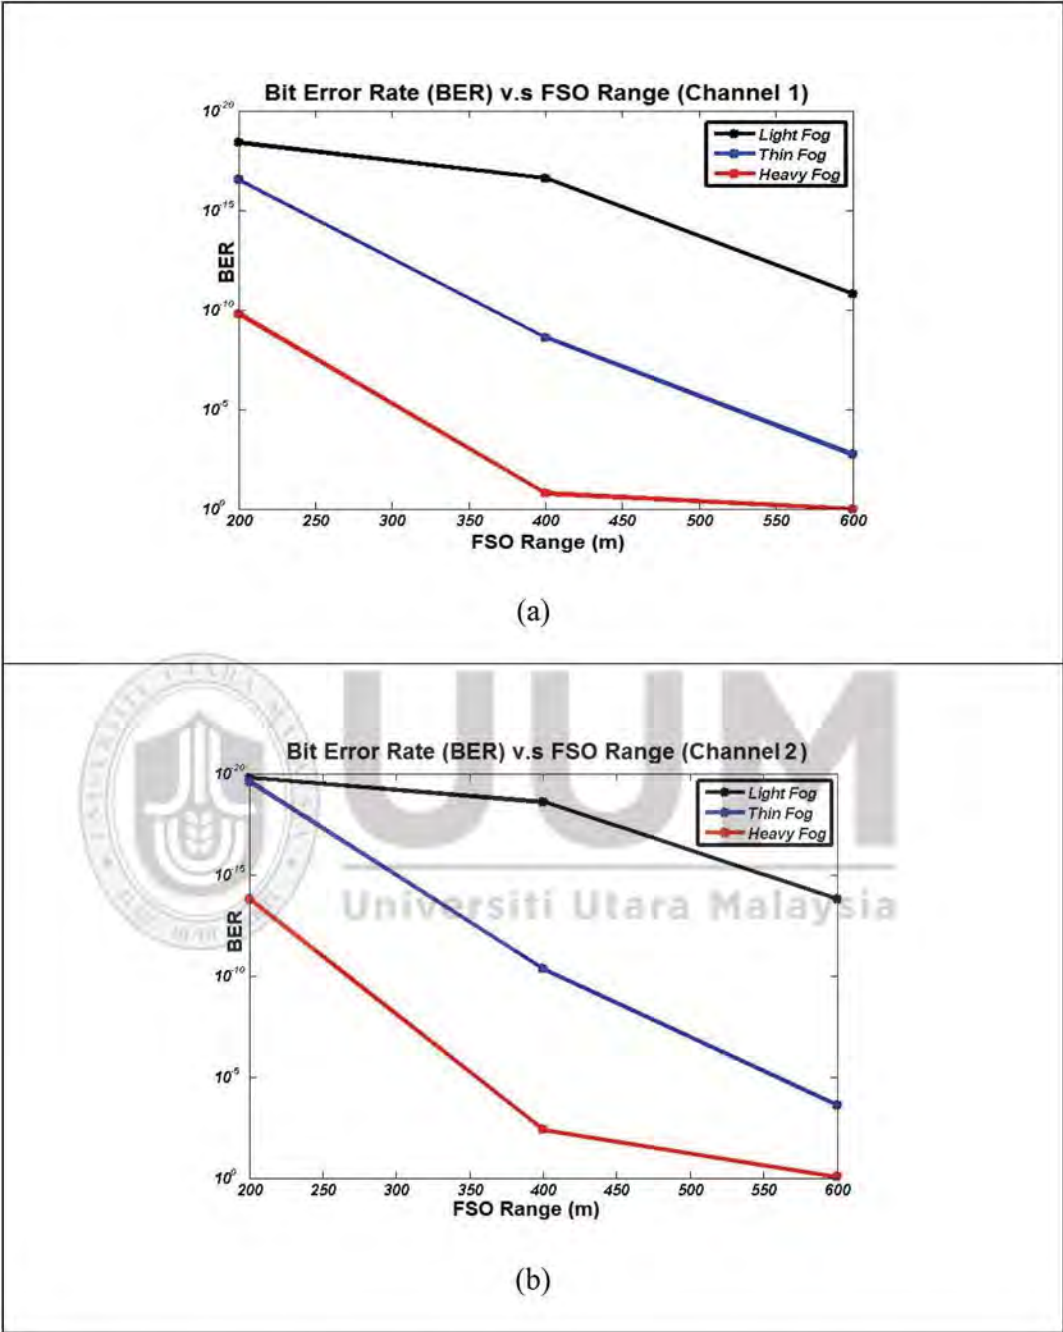 Bit Error Rate (BER) v.s FSO Range (Channel 1)
10^-20
10^-15
10^-10
10^-5
10^0
BER
Light Fog
Thin Fog
Heavy Fog
200 250 300 350 400 450 500 550 600
FSO Range (m)
(a)
UUM
Universiti Utara Malaysia
Bit Error Rate (BER) v.s FSO Range (Channel 2)
10^-20
10^-15
10^-10
10^-5
10^0
BER
Light Fog
Thin Fog
Heavy Fog
200 250 300 350 400 450 500 550 600
FSO Range (m)
(b)